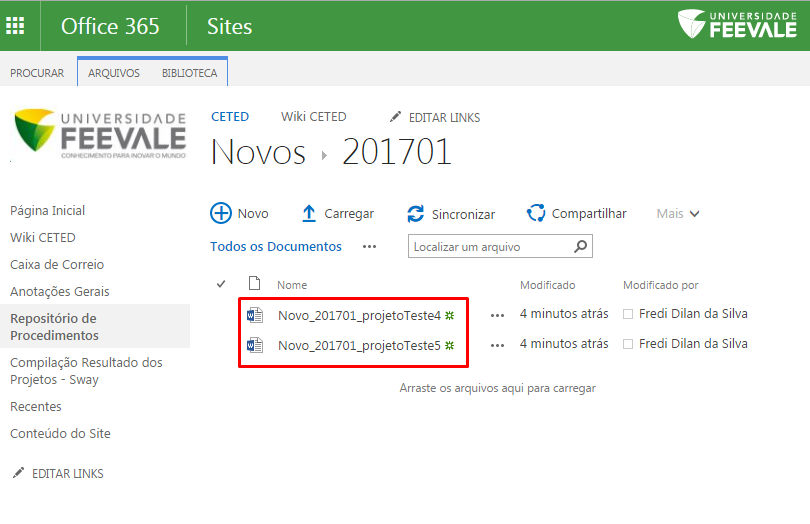 Office 365
Sites
UNIVERSIDADE
FEEVALE
PROCURAR
ARQUIVOS
BIBLIOTECA
UNIVERSIDADE
FEEVALE
CONHECIMENTO PARA INOVAR O MUNDO
CETED
Wiki CETED
EDITAR LINKS
Novos ▸ 201701
Página Inicial
Wiki CETED
Caixa de Correio
Anotações Gerais
Repositório de
Procedimentos
Compilação Resultado dos
Projetos - Sway
Recentes
Conteúdo do Site
EDITAR LINKS
Novo
Carregar
Sincronizar
Compartilhar
Mais
Todos os Documentos
•••
Localizar um arquivo
Nome
Modificado
Modificado por
Novo_201701_projetoTeste4 ••• 4 minutos atrás Fredi Dilan da Silva
Novo_201701_projetoTeste5 ••• 4 minutos atrás Fredi Dilan da Silva
Arraste os arquivos aqui para carregar